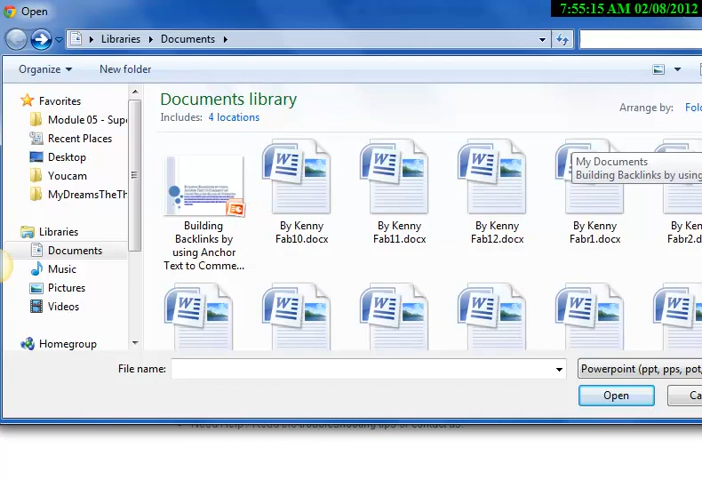 Open
7:55:15 AM 02/08/2012
Libraries
Documents
Organize
New folder
Favorites
Module 05 - Sup
Recent Places
Desktop
Youcam
MyDreamsTheTh
Libraries
Documents
Music
Pictures
Videos
Homegroup
Documents library
Includes: 4 locations
Arrange by:
Building
Backlinks by
using Anchor
Text to Comme...
By Kenny
Fab10.docx
By Kenny
Fab11.docx
By Kenny
Fab12.docx
By Kenny
Fabr1.docx
By Kenny
Fabr2.do
My Documents
Building Backlinks by using
File name:
Powerpoint (ppt, pps, pot,
Open
Ca